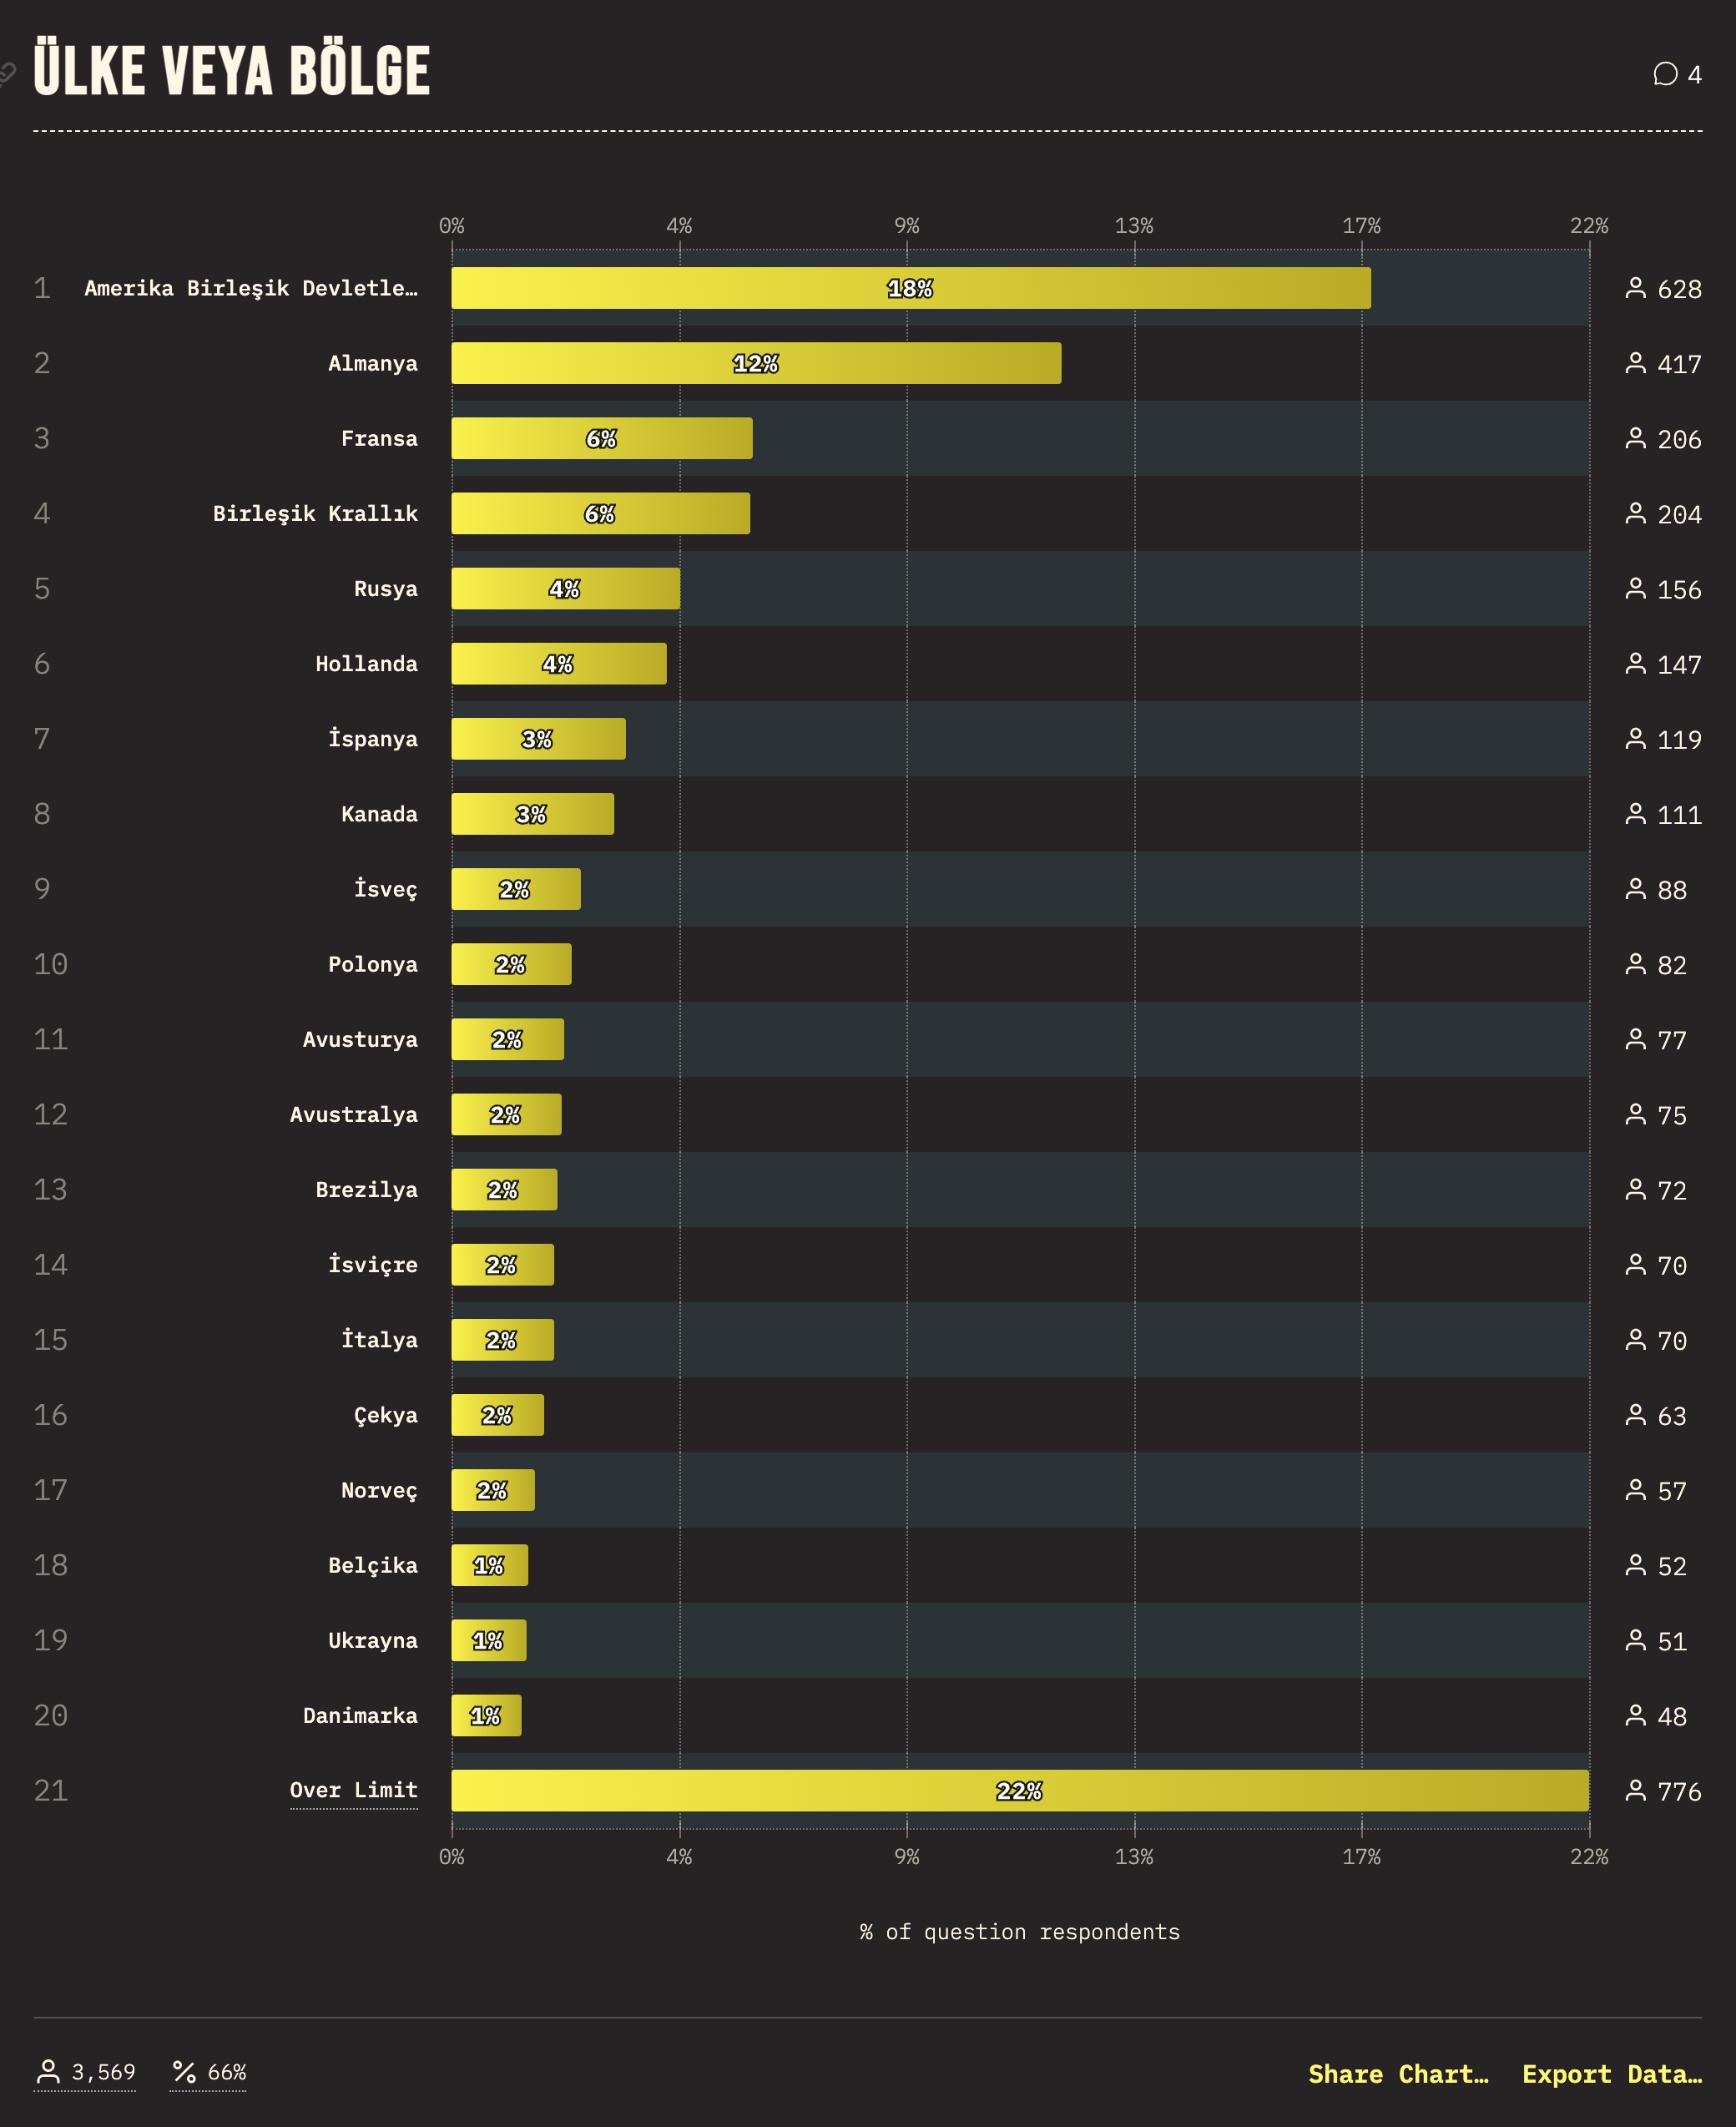 ÜLKE VEYA BÖLGE
4
0% 4% 9% 13% 17% 22%
1 Amerika Birleşik Devletle… 18% 628
2 Almanya 12% 417
3 Fransa 6% 206
4 Birleşik Krallık 6% 204
5 Rusya 4% 156
6 Hollanda 4% 147
7 İspanya 3% 119
8 Kanada 3% 111
9 İsveç 2% 88
10 Polonya 2% 82
11 Avusturya 2% 77
12 Avustralya 2% 75
13 Brezilya 2% 72
14 İsviçre 2% 70
15 İtalya 2% 70
16 Çekya 2% 63
17 Norveç 2% 57
18 Belçika 1% 52
19 Ukrayna 1% 51
20 Danimarka 1% 48
21 Over Limit 22% 776
0% 4% 9% 13% 17% 22%
% of question respondents
3,569 % 66% Share Chart… Export Data…